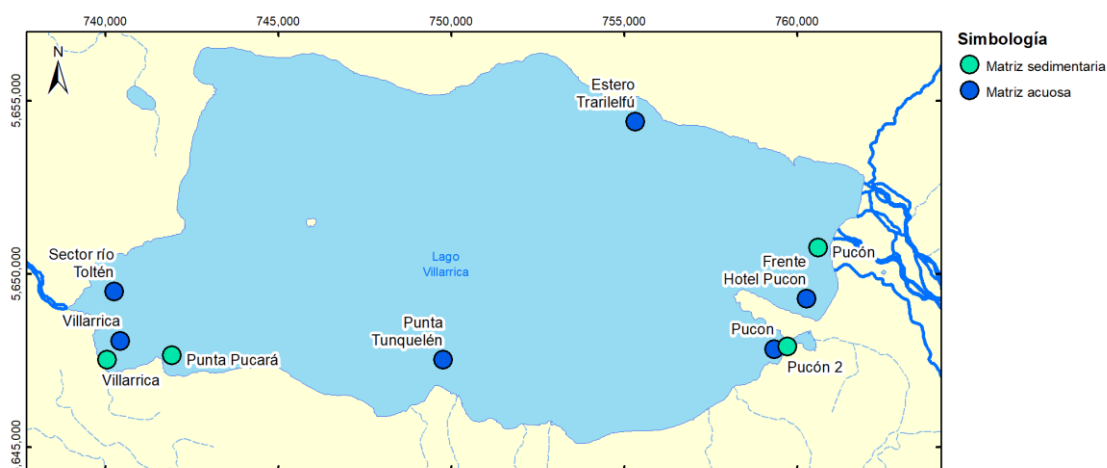 740,000
745,000
750,000
755,000
760,000
Simbología
Matriz sedimentaria
Matriz acuosa
N
5,655,000
Estero
Trarilelfú
Pucón
Frente
Hotel Pucon
Sector río
Toltén
Lago
Villarrica
5,650,000
Villarrica
Punta
Tunquelén
Pucon
Punta Pucará
Pucón 2
Villarrica
5,645,000